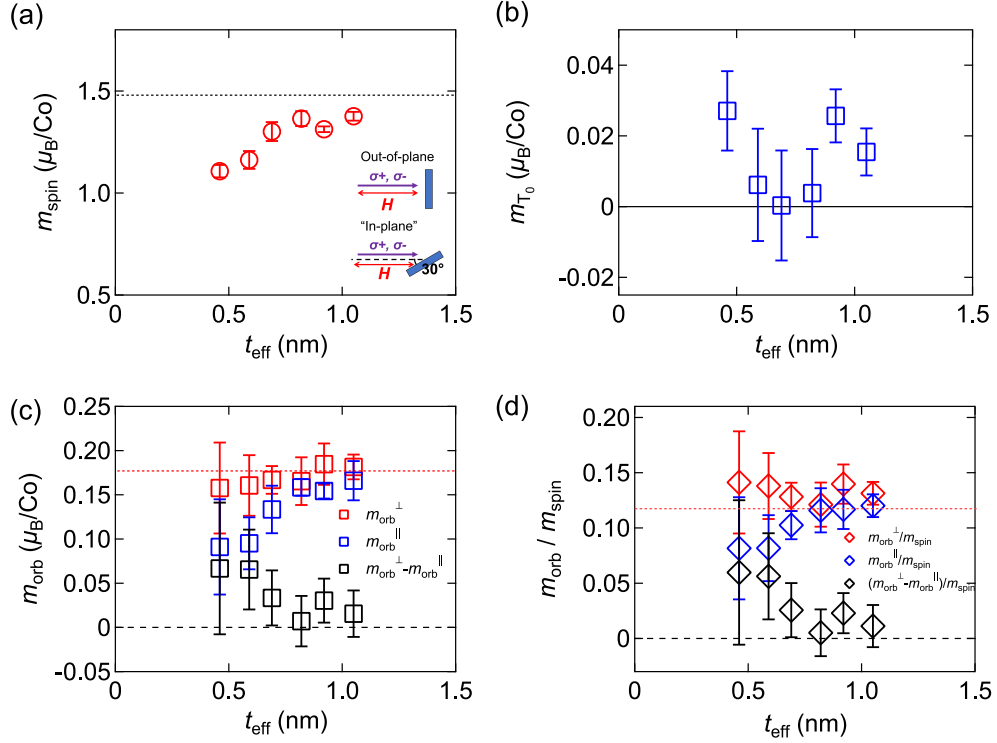 (a)
1.5
1.0
0.5
m_spin (μ_B/Co)
Out-of-plane
σ+, σ-
H
"In-plane"
σ+, σ-
H
30°
0 0.5 1.0 1.5
t_eff (nm)
(b)
0.04
0.02
0
-0.02
m_T_0 (μ_B/Co)
0 0.5 1.0 1.5
t_eff (nm)
(c)
0.25
0.20
0.15
0.10
0.05
0
-0.05
m_orb (μ_B/Co)
m_orb^⊥
m_orb^∥
m_orb^⊥-m_orb^∥
0 0.5 1.0 1.5
t_eff (nm)
(d)
0.20
0.15
0.10
0.05
0
m_orb / m_spin
m_orb^⊥/m_spin
m_orb^∥/m_spin
(m_orb^⊥-m_orb^∥)/m_spin
0 0.5 1.0 1.5
t_eff (nm)